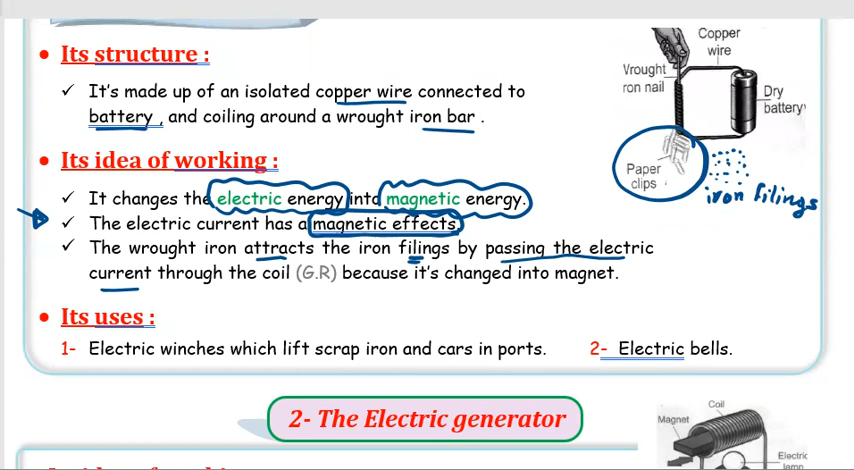 Its structure :
✓ It's made up of an isolated copper wire connected to
battery , and coiling around a wrought iron bar .
Copper
wire
Vrought
ron nail
Dry
battery
Paper
clips
iron filings
Its idea of working :
✓ It changes the electric energy into magnetic energy.
✓ The electric current has a magnetic effects.
✓ The wrought iron attracts the iron filings by passing the electric
current through the coil (G.R) because it's changed into magnet.
Its uses :
1- Electric winches which lift scrap iron and cars in ports. 2- Electric bells.
2- The Electric generator
Coil
Magnet
Electric
lamp